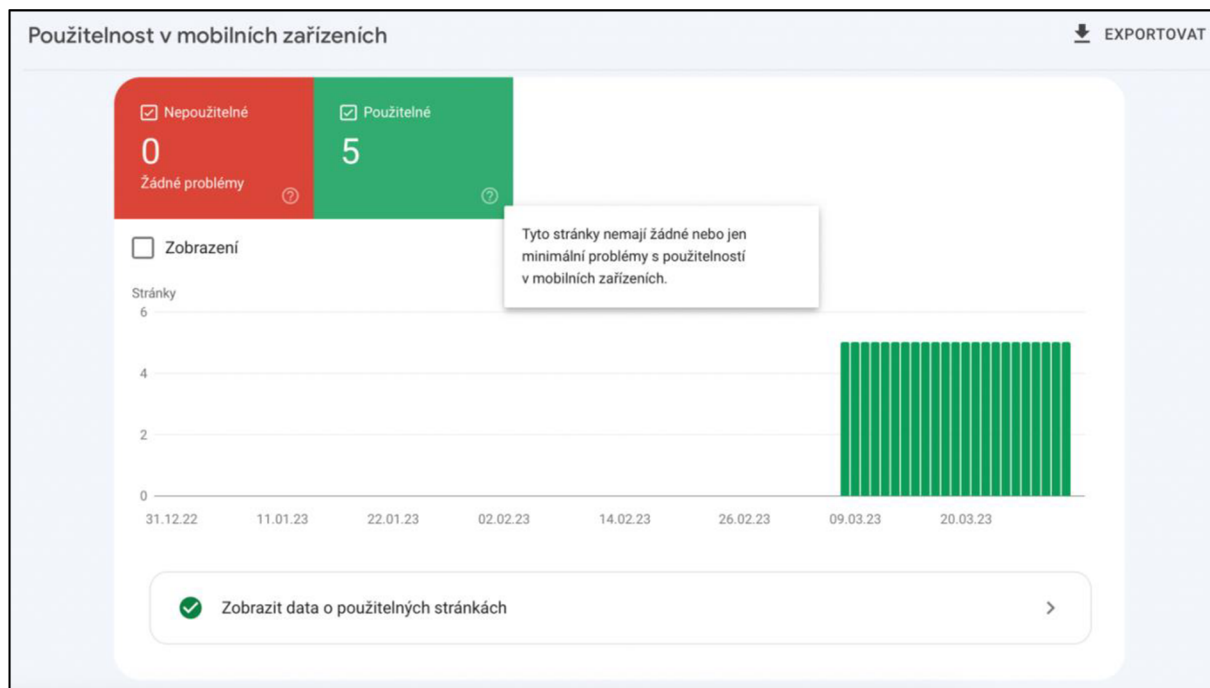 Použitelnost v mobilních zařízeních
EXPORTOVAT
Nepoužitelné
0
Žádné problémy
Použitelné
5
Tyto stránky nemají žádné nebo jen
minimální problémy s použitelností
v mobilních zařízeních.
Zobrazení
Stránky
6
4
2
0
31.12.22 11.01.23 22.01.23 02.02.23 14.02.23 26.02.23 09.03.23 20.03.23
Zobrazit data o použitelných stránkách